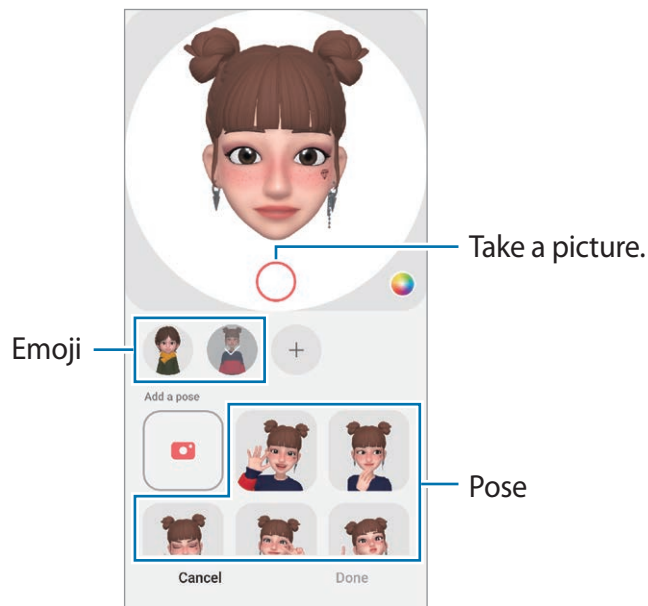 Take a picture.
Emoji
Add a pose
Pose
Cancel
Done